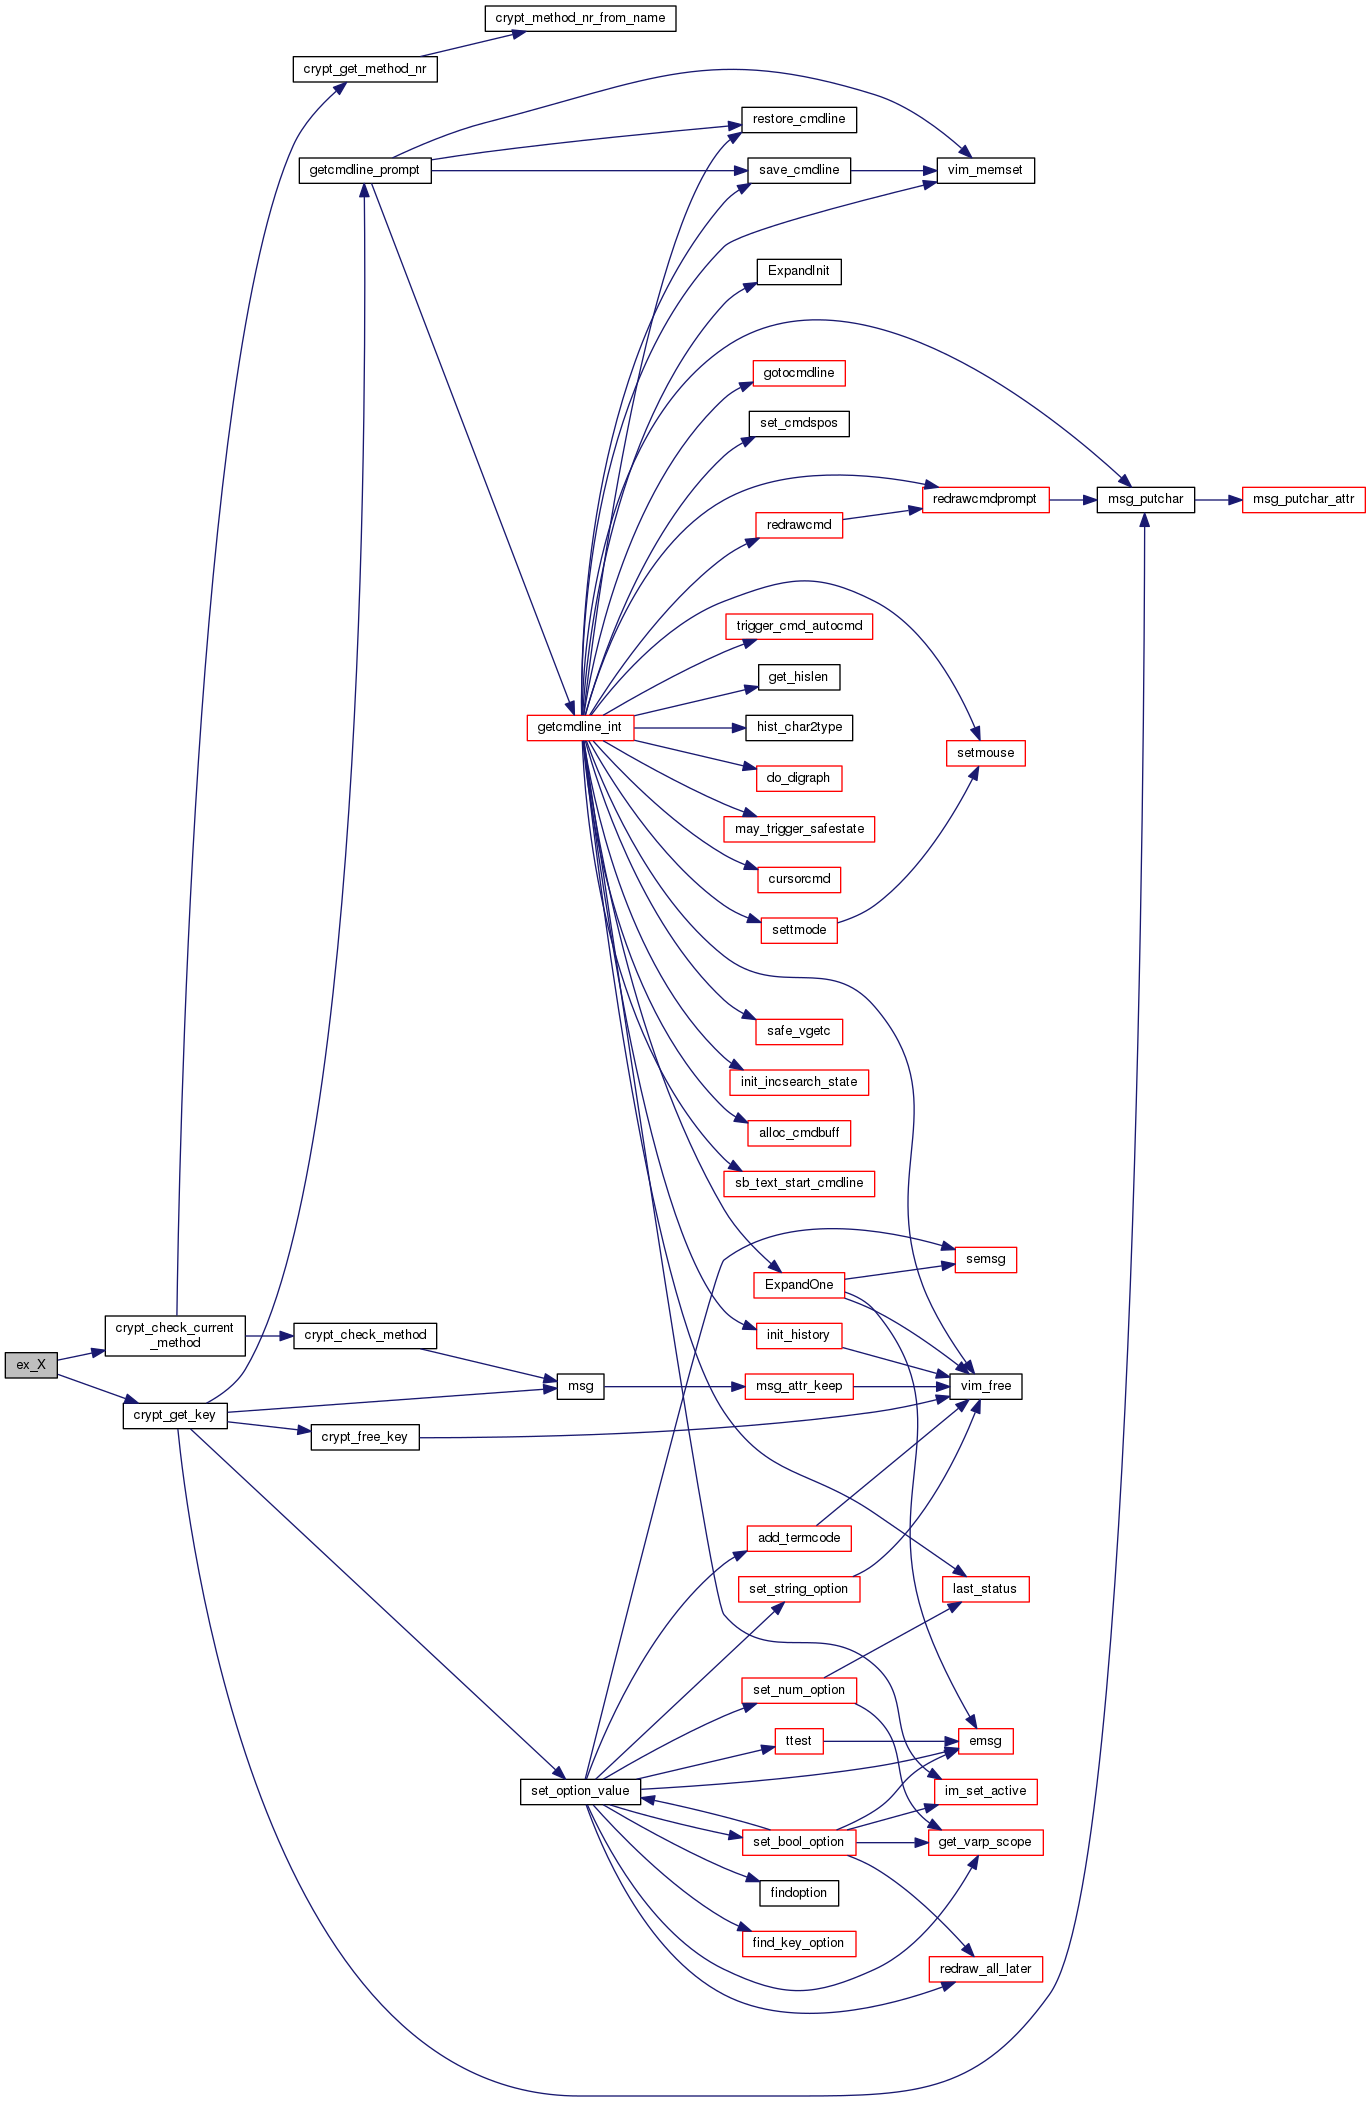 crypt_method_nr_from_name
crypt_get_method_nr
restore_cmdline
getcmdline_prompt
save_cmdline
vim_memset
ExpandInit
gotocmdline
set_cmdspos
redrawcmdprompt
msg_putchar
msg_putchar_attr
redrawcmd
trigger_cmd_autocmd
get_hislen
getcmdline_int
hist_char2type
setmouse
do_digraph
may_trigger_safestate
cursorcmd
settmode
safe_vgetc
init_incsearch_state
alloc_cmdbuff
sb_text_start_cmdline
semsg
ExpandOne
crypt_check_current
_method
crypt_check_method
init_history
ex_X
msg
msg_attr_keep
vim_free
crypt_get_key
crypt_free_key
add_termcode
set_string_option
last_status
set_num_option
ttest
emsg
set_option_value
im_set_active
set_bool_option
get_varp_scope
findoption
find_key_option
redraw_all_later